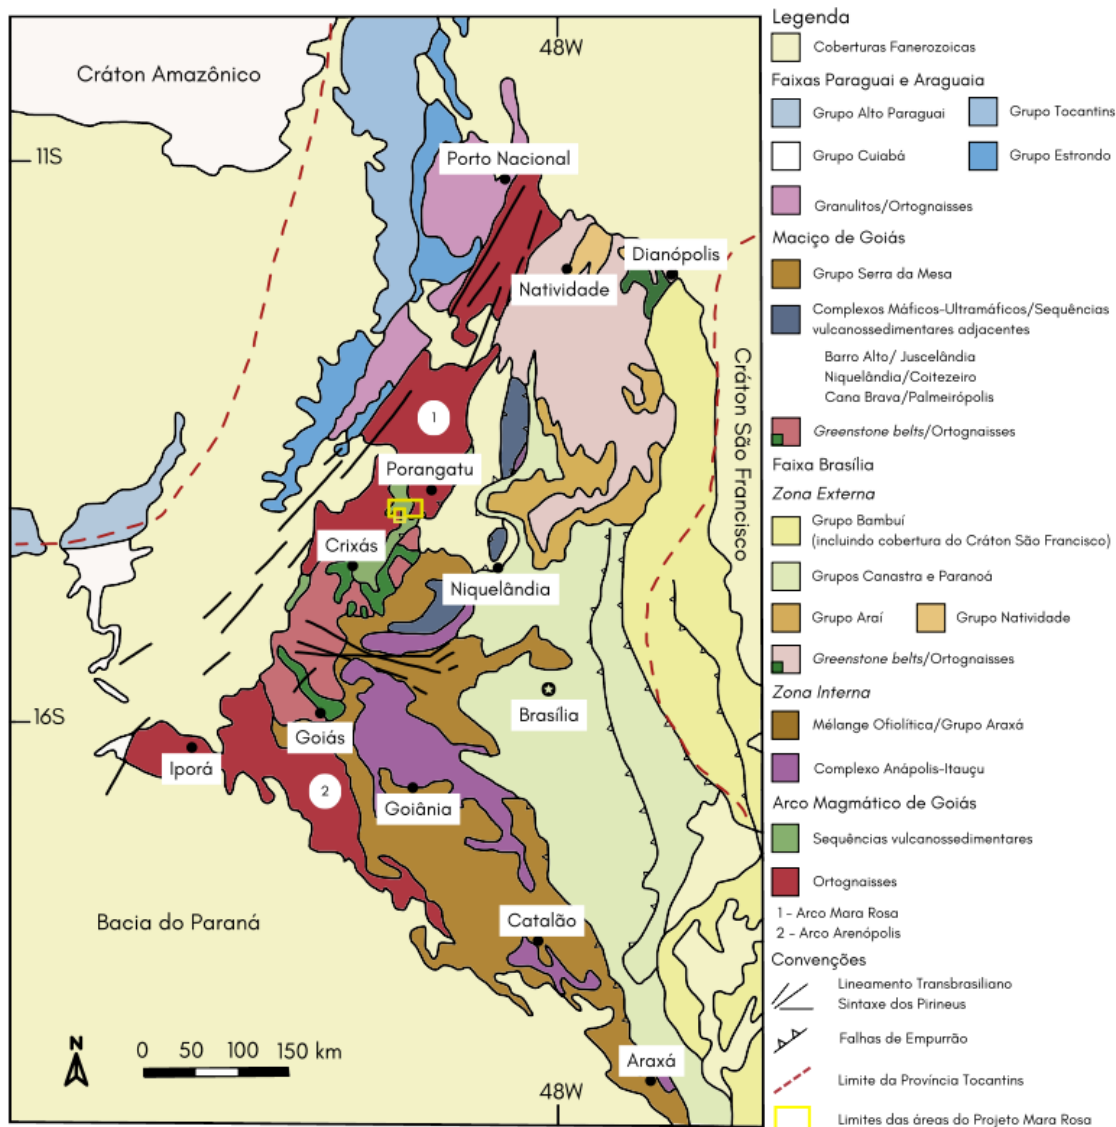 48W
Cráton Amazônico
11S
Porto Nacional
Dianópolis
Natividade
Cráton São Francisco
1
Porangatu
Crixás
Niquelândia
16S
Brasília
Goiás
Iporá
2
Goiânia
Bacia do Paraná
Catalão
N
0 50 100 150 km
Araxá
48W
Legenda
Coberturas Fanerozoicas
Faixas Paraguai e Araguaia
Grupo Alto Paraguai
Grupo Tocantins
Grupo Cuiabá
Grupo Estrondo
Granulitos/Ortognaisses
Maciço de Goiás
Grupo Serra da Mesa
Complexos Máficos-Ultramáficos/Sequências
vulcanossedimentares adjacentes
Barro Alto/ Juscelândia
Niquelândia/Coitezeiro
Cana Brava/Palmeirópolis
Greenstone belts/Ortognaisses
Faixa Brasília
Zona Externa
Grupo Bambuí
(incluindo cobertura do Cráton São Francisco)
Grupos Canastra e Paranoá
Grupo Araí
Grupo Natividade
Greenstone belts/Ortognaisses
Zona Interna
Mélange Ofiolítica/Grupo Araxá
Complexo Anápolis-Itauçu
Arco Magmático de Goiás
Sequências vulcanossedimentares
Ortognaisses
1 - Arco Mara Rosa
2 - Arco Arenópolis
Convenções
Lineamento Transbrasiliano
Sintaxe dos Pirineus
Falhas de Empurrão
Limite da Província Tocantins
Limites das áreas do Projeto Mara Rosa